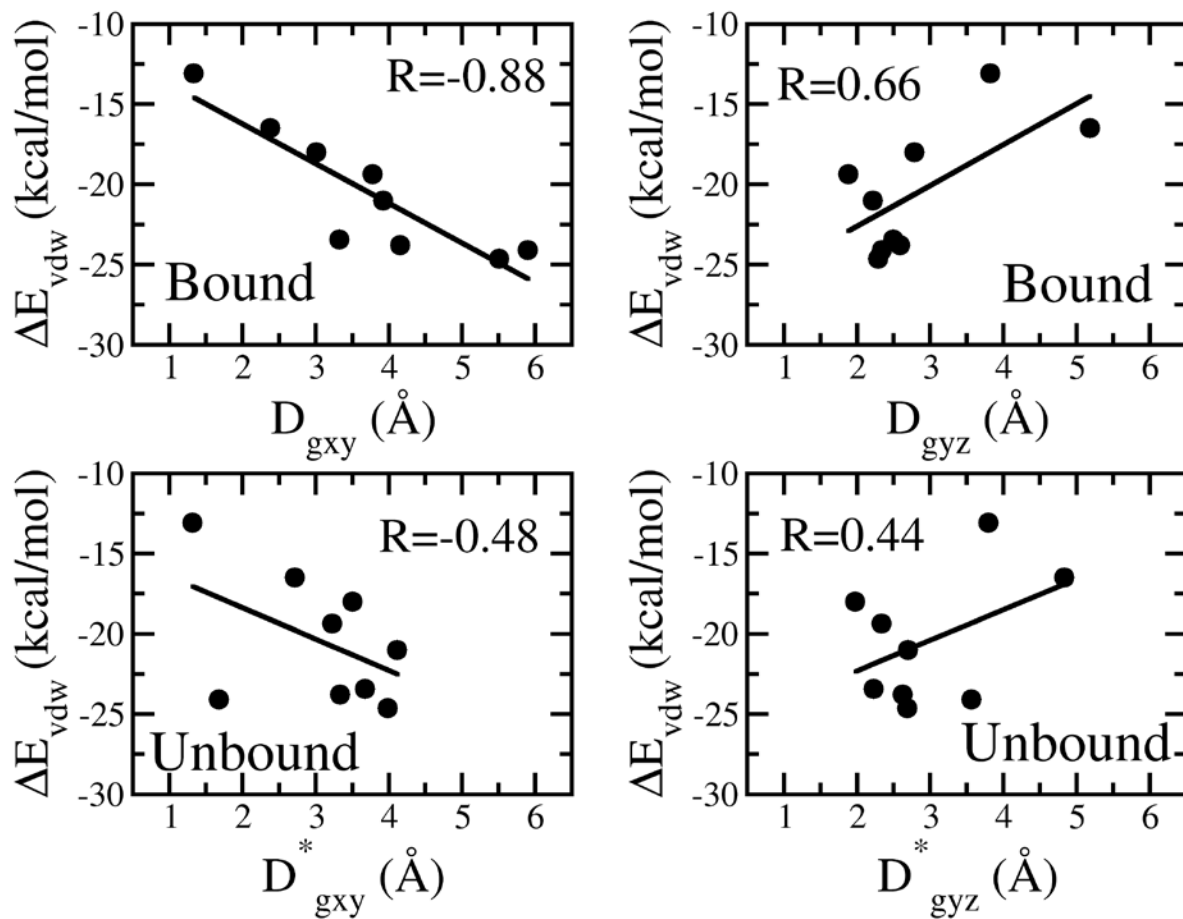 ΔE_vdw (kcal/mol)
-10
-15
-20
-25
-30
R=-0.88
Bound
1 2 3 4 5 6
D_gxy (Å)
ΔE_vdw (kcal/mol)
-10
-15
-20
-25
-30
R=0.66
Bound
1 2 3 4 5 6
D_gyz (Å)
ΔE_vdw (kcal/mol)
-10
-15
-20
-25
-30
R=-0.48
Unbound
1 2 3 4 5 6
D*_gxy (Å)
ΔE_vdw (kcal/mol)
-10
-15
-20
-25
-30
R=0.44
Unbound
1 2 3 4 5 6
D*_gyz (Å)